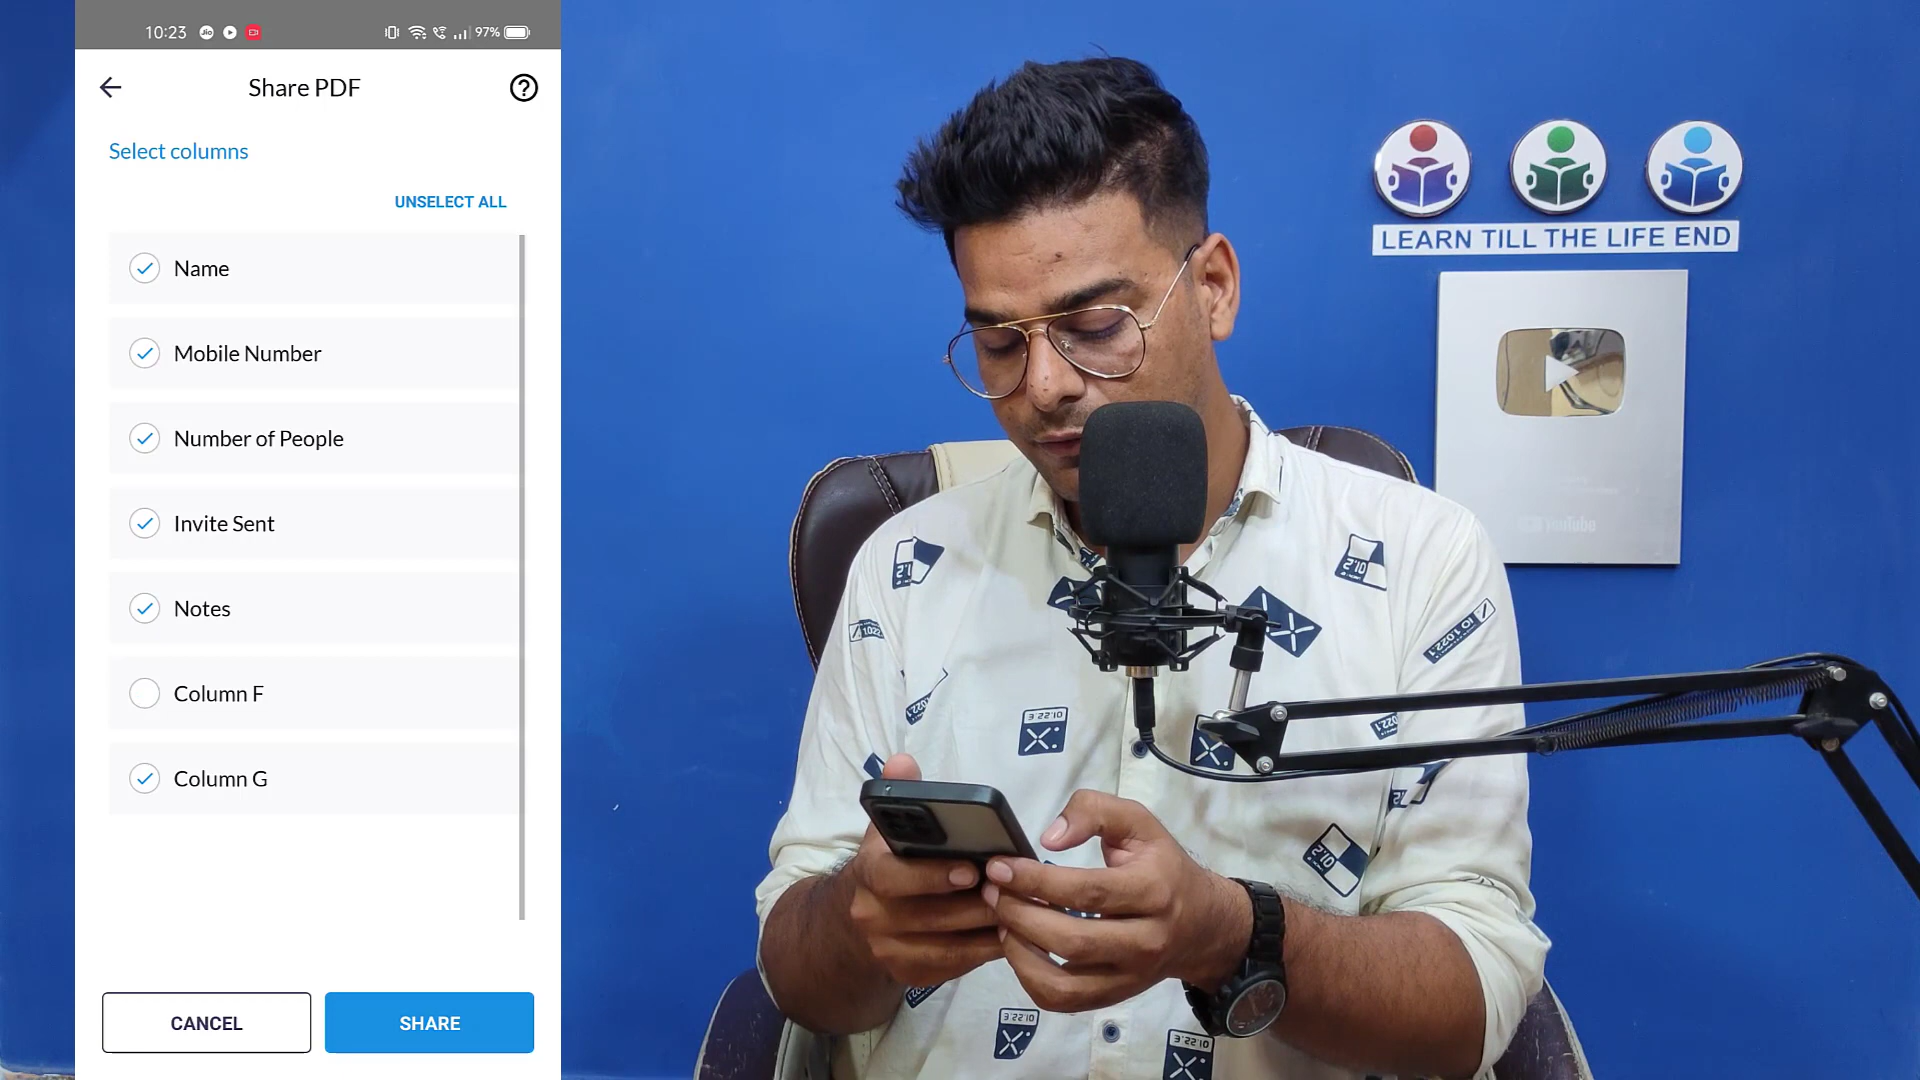 10:23
97%
Share PDF
Select columns
UNSELECT ALL
Name
Mobile Number
Number of People
Invite Sent
Notes
Column F
Column G
CANCEL
SHARE
LEARN TILL THE LIFE END
YouTube